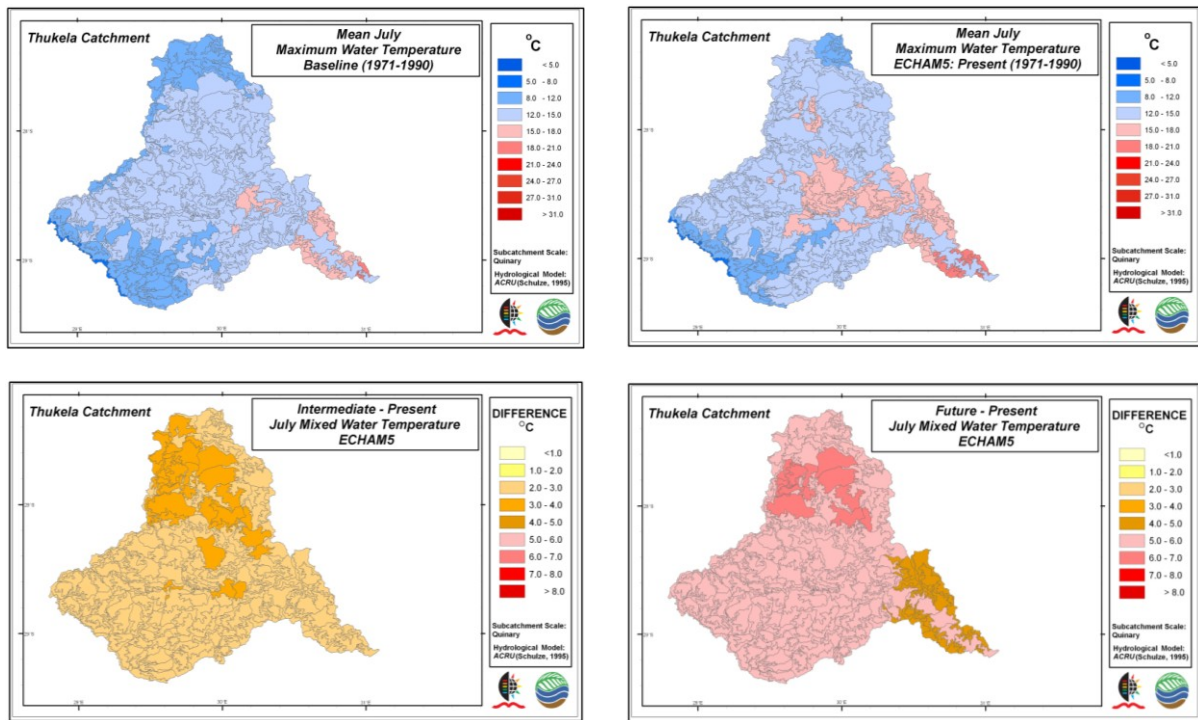 Thukela Catchment
Mean July
Maximum Water Temperature
Baseline (1971-1990)
°C
< 5.0
5.0 - 8.0
8.0 - 12.0
12.0 - 15.0
15.0 - 18.0
18.0 - 21.0
21.0 - 24.0
24.0 - 27.0
27.0 - 31.0
> 31.0
Subcatchment Scale:
Quinary
Hydrological Model:
ACRU (Schulze, 1995)
Thukela Catchment
Mean July
Maximum Water Temperature
ECHAM5: Present (1971-1990)
°C
< 5.0
5.0 - 8.0
8.0 - 12.0
12.0 - 15.0
15.0 - 18.0
18.0 - 21.0
21.0 - 24.0
24.0 - 27.0
27.0 - 31.0
> 31.0
Subcatchment Scale:
Quinary
Hydrological Model:
ACRU (Schulze, 1995)
Thukela Catchment
Intermediate - Present
July Mixed Water Temperature
ECHAM5
DIFFERENCE
°C
<1.0
1.0 - 2.0
2.0 - 3.0
3.0 - 4.0
4.0 - 5.0
5.0 - 6.0
6.0 - 7.0
7.0 - 8.0
> 8.0
Subcatchment Scale:
Quinary
Hydrological Model:
ACRU (Schulze, 1995)
Thukela Catchment
Future - Present
July Mixed Water Temperature
ECHAM5
DIFFERENCE
°C
<1.0
1.0 - 2.0
2.0 - 3.0
3.0 - 4.0
4.0 - 5.0
5.0 - 6.0
6.0 - 7.0
7.0 - 8.0
> 8.0
Subcatchment Scale:
Quinary
Hydrological Model:
ACRU (Schulze, 1995)